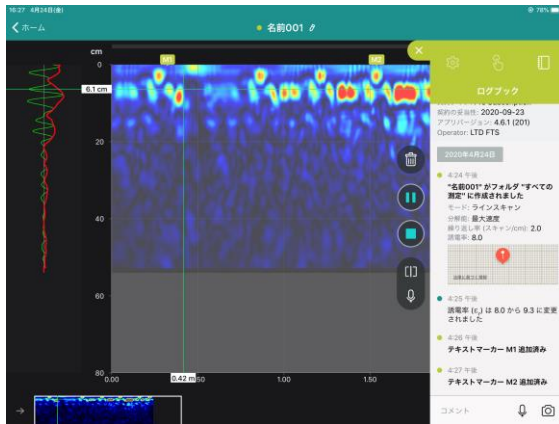 10:27 4月24日(金)
78%
ホーム
名前001
cm
0
M1
M2
6.1 cm
20
40
60
80
0.00
0.42 m
50
1.00
1.50
ログブック
契約の妥当性: 2020-09-23
アプリバージョン: 4.6.1 (201)
Operator: LTD FTS
2020年4月24日
4:24 午後
"名前001" がフォルダ "すべての
測定" に作成されました
モード: ラインスキャン
分解能: 最大速度
繰り返し率 (スキャン/cm): 2.0
誘電率: 8.0
4:25 午後
誘電率 (εr) は 8.0 から 9.3 に変更
されました
4:26 午後
テキストマーカー M1 追加済み
4:27 午後
テキストマーカー M2 追加済み
コメント